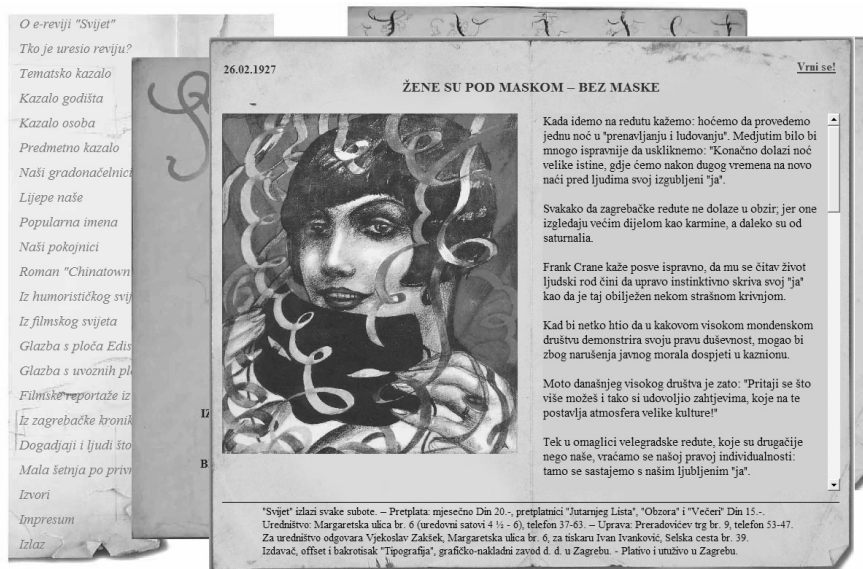 O e-reviji "Svijet"
Tko je uresio reviju?
Tematsko kazalo
Kazalo godišta
Kazalo osoba
Predmetno kazalo
Naši gradonačelnici
Lijepe naše
Popularna imena
Naši pokojnici
Roman "Chinatown
Iz humorističkog svij
Iz filmskog svijeta
Glazba s ploča Edis
Glazba s uvoznih pl
Filmske reportaže iz
Iz zagrebačke kronik
Dogadjaji i ljudi što
Mala šetnja po priv
Izvori
Impresum
Izlaz
26.02.1927
Vrni se!
ŽENE SU POD MASKOM – BEZ MASKE
Kada idemo na redutu kažemo: hoćemo da provedemo
jednu noć u "prenavljanju i ludovanju". Medjutim bilo bi
mnogo ispravnije da uskliknemo: "Konačno dolazi noć
velike istine, gdje ćemo nakon dugog vremena na novo
naći pred ljudima svoj izgubljeni "ja".
Svakako da zagrebačke redute ne dolaze u obzir; jer one
izgledaju većim dijelom kao karmine, a daleko su od
saturnalia.
Frank Crane kaže posve ispravno, da mu se čitav život
ljudski rod čini da upravo instinktivno skriva svoj "ja"
kao da je taj obilježen nekom strašnom krivnjom.
Kad bi netko htio da u kakovom visokom mondenskom
društvu demonstrira svoju pravu duševnost, mogao bi
zbog narušenja javnog morala dospjeti u kaznionu.
Moto današnjeg visokog društva je zato: "Pritaji se što
više možeš i tako si udovoljio zahtjevima, koje na te
postavlja atmosfera velike kulture!"
Tek u omaglici velegradske redute, koje su drugačije
nego naše, vraćamo se našoj pravoj individualnosti:
tamo se sastajemo s našim ljubljenim "ja".
IZ
B
"Svijet" izlazi svake subote. – Pretplata: mjesečno Din 20.-, pretplatnici "Jutarnjeg Lista", "Obzora" i "Večeri" Din 15.-.
Uredništvo: Margaretska ulica br. 6 (uredovni satovi 4 ½ - 6), telefon 37-63. – Uprava: Preradovićev trg br. 9, telefon 53-47.
Za uredništvo odgovara Vjekoslav Zakšek, Margaretska ulica br. 6, za tiskaru Ivan Ivanković, Selska cesta br. 39.
Izdavač, offset i bakrotisak "Tipografija", grafičko-nakladni zavod d. d. u Zagrebu. - Plativo i utuživo u Zagrebu.